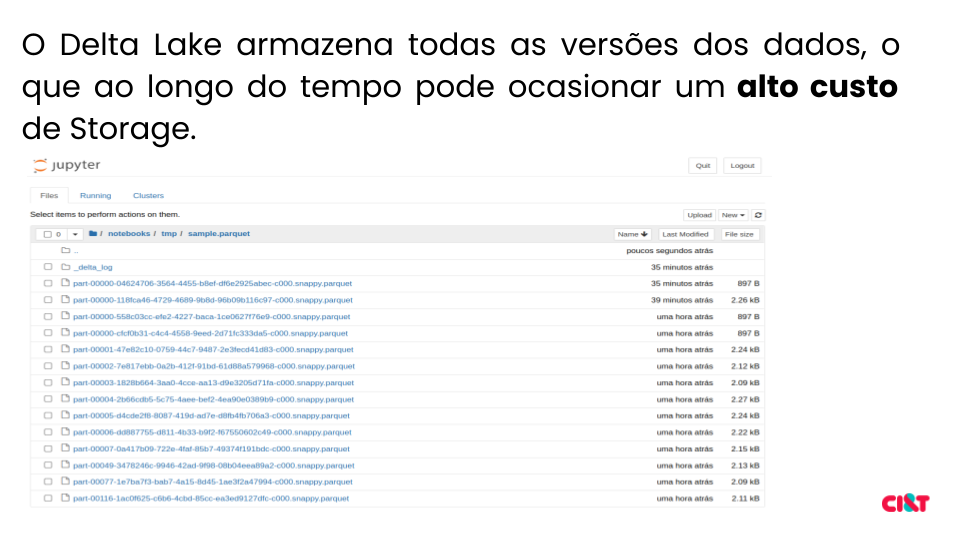 O Delta Lake armazena todas as versões dos dados, o
que ao longo do tempo pode ocasionar um alto custo
de Storage.
jupyter
Quit Logout
Files Running Clusters
Select items to perform actions on them.
Upload New
0 / notebooks / tmp / sample.parquet Name Last Modified File size
.. poucos segundos atrás
_delta_log 35 minutos atrás
part-00000-04624706-3564-4455-b8ef-df6e2925abec-c000.snappy.parquet 35 minutos atrás 897 B
part-00000-118fca46-4729-4689-9b8d-96b09b116c97-c000.snappy.parquet 39 minutos atrás 2.26 kB
part-00000-558c03cc-efe2-4227-baca-1ce0627f76e9-c000.snappy.parquet uma hora atrás 897 B
part-00000-cfcf0b31-c4c4-4558-9eed-2d71fc333da5-c000.snappy.parquet uma hora atrás 897 B
part-00001-47e82c10-0759-44c7-9487-2e3fecd41d83-c000.snappy.parquet uma hora atrás 2.24 kB
part-00002-7e817ebb-0a2b-412f-91bd-61d88a579968-c000.snappy.parquet uma hora atrás 2.12 kB
part-00003-1828b664-3aa0-4cce-aa13-d9e3205d71fa-c000.snappy.parquet uma hora atrás 2.09 kB
part-00004-2b66cdb5-5c75-4aee-bef2-4ea90e0389b9-c000.snappy.parquet uma hora atrás 2.27 kB
part-00005-d4cde2f8-8087-419d-ad7e-d8fb4fb706a3-c000.snappy.parquet uma hora atrás 2.24 kB
part-00006-dd887755-d811-4b33-b9f2-f67550602c49-c000.snappy.parquet uma hora atrás 2.22 kB
part-00007-0a417b09-722e-4faf-85b7-49374f191bdc-c000.snappy.parquet uma hora atrás 2.15 kB
part-00049-3478246c-9946-42ad-9f98-08b04eea89a2-c000.snappy.parquet uma hora atrás 2.13 kB
part-00077-1e7ba7f3-bab7-4a15-8d45-1ae3f2a47994-c000.snappy.parquet uma hora atrás 2.09 kB
part-00116-1ac0f625-c6b6-4cbd-85cc-ea3ed9127dfc-c000.snappy.parquet uma hora atrás 2.11 kB
CI&T